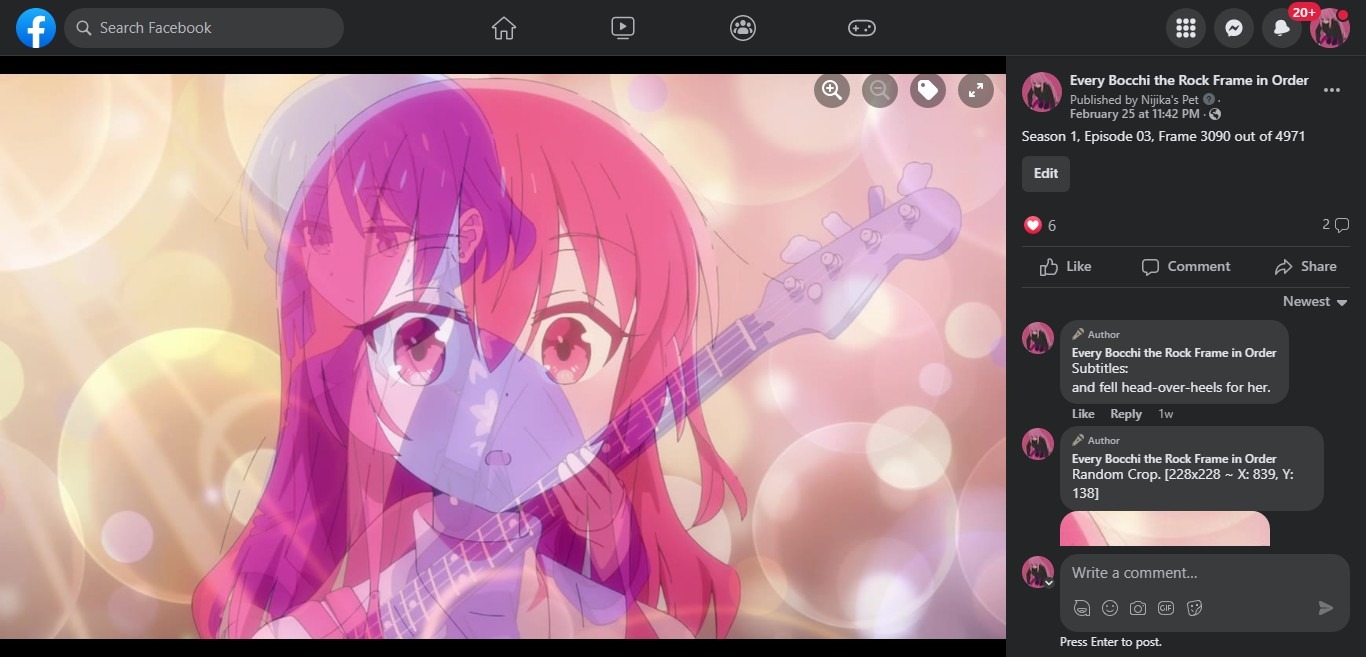 Search Facebook
20+
Every Bocchi the Rock Frame in Order
Published by Nijika's Pet
February 25 at 11:42 PM ·
Season 1, Episode 03, Frame 3090 out of 4971
Edit
6
2
Like
Comment
Share
Newest
Author
Every Bocchi the Rock Frame in Order
Subtitles:
and fell head-over-heels for her.
Like Reply 1w
Author
Every Bocchi the Rock Frame in Order
Random Crop. [228x228 ~ X: 839, Y:
138]
Write a comment...
GIF
Press Enter to post.